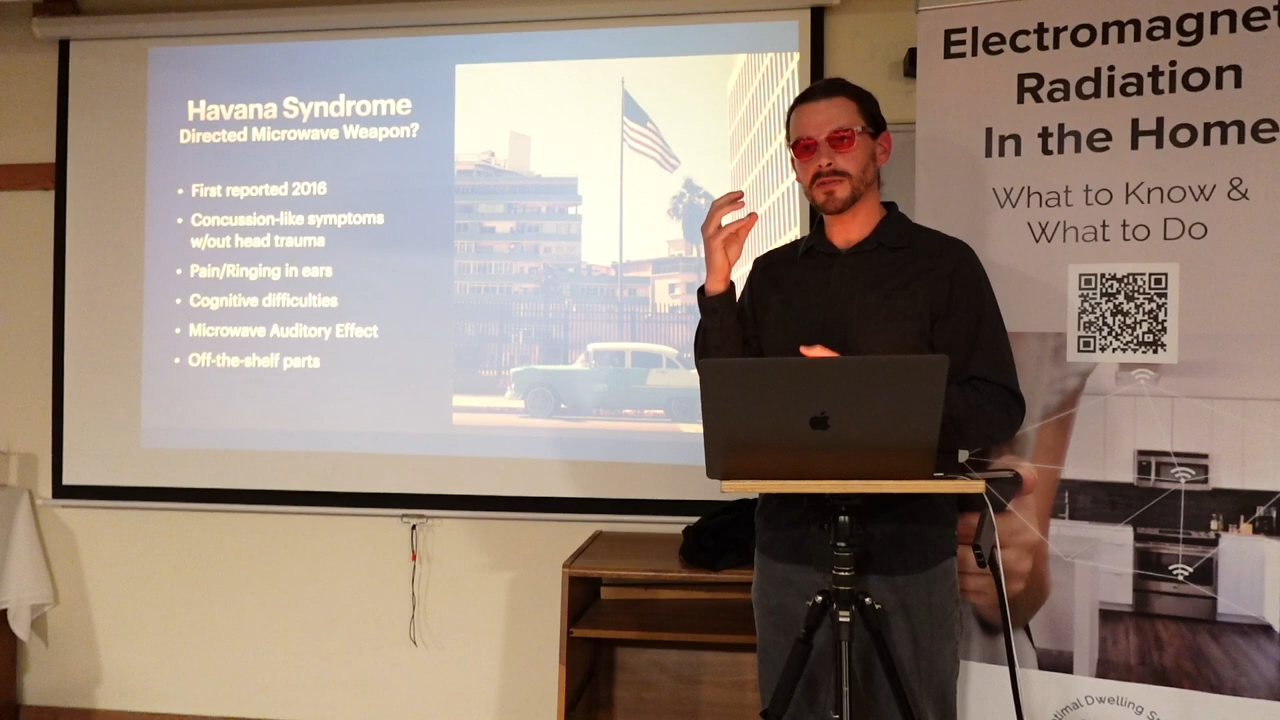 Havana Syndrome
Directed Microwave Weapon?
• First reported 2016
• Concussion-like symptoms
w/out head trauma
• Pain/Ringing in ears
• Cognitive difficulties
• Microwave Auditory Effect
• Off-the-shelf parts
Electromagnet
Radiation
In the Home
What to Know &
What to Do
Dwelling